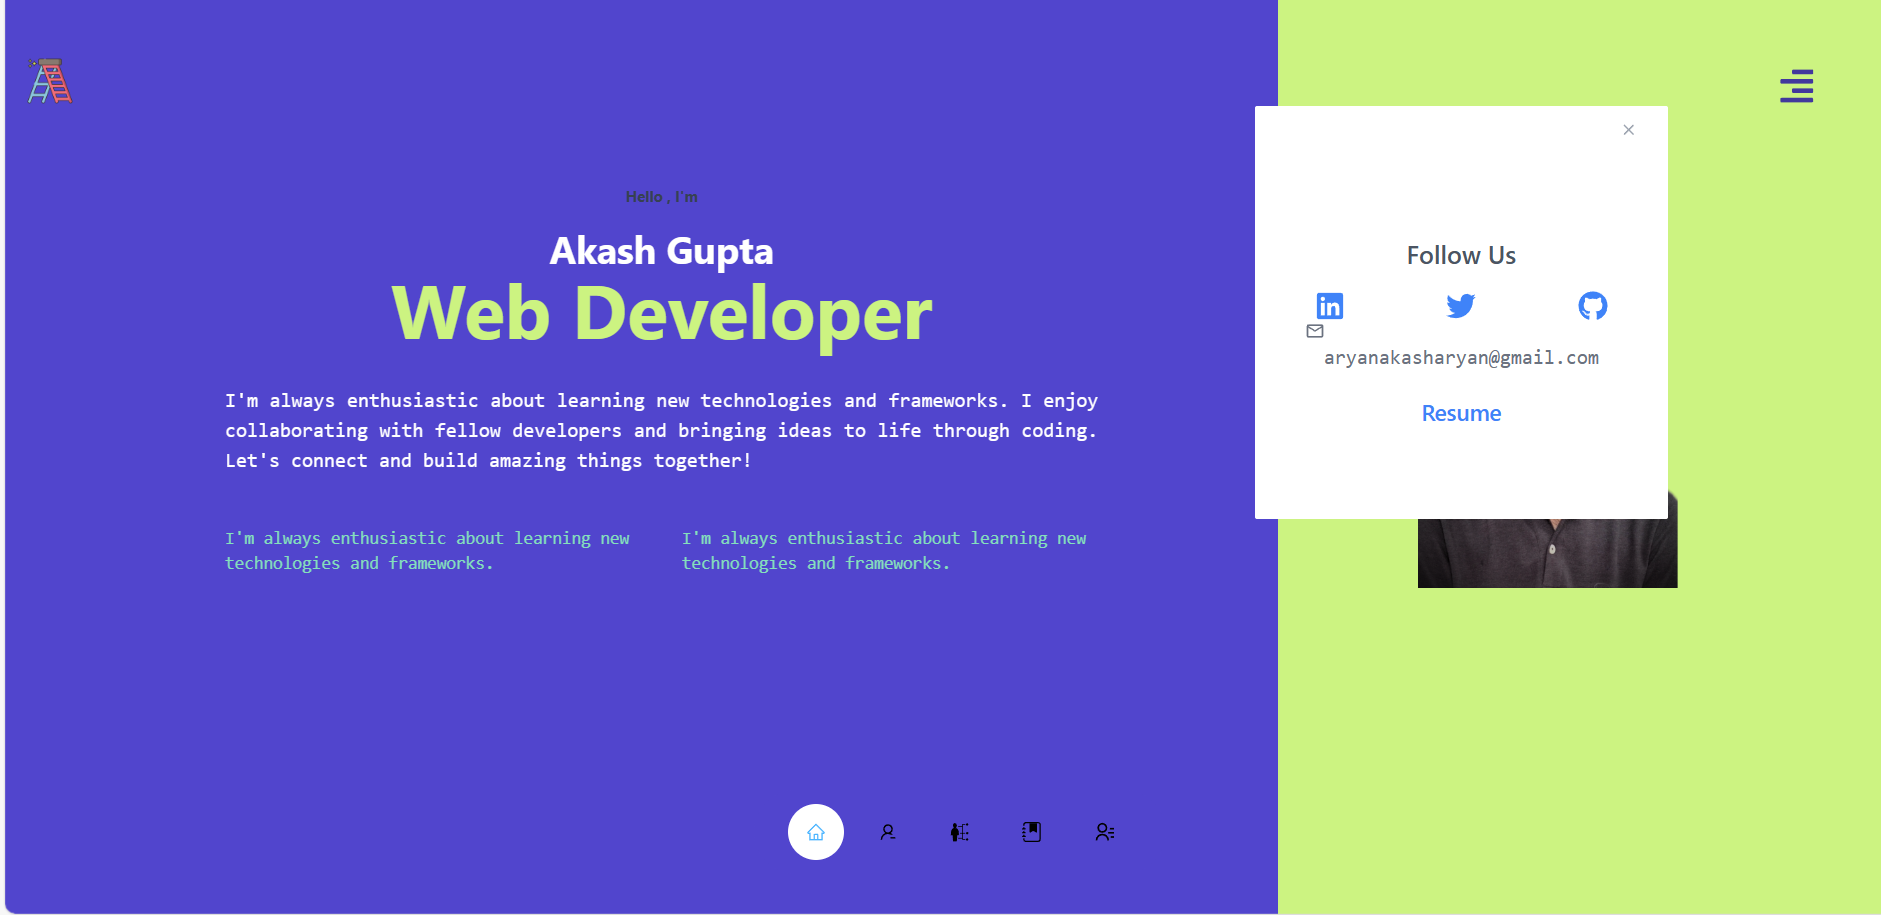 Hello , I'm
Akash Gupta
Web Developer
I'm always enthusiastic about learning new technologies and frameworks. I enjoy
collaborating with fellow developers and bringing ideas to life through coding.
Let's connect and build amazing things together!
I'm always enthusiastic about learning new
technologies and frameworks.
I'm always enthusiastic about learning new
technologies and frameworks.
Follow Us
aryanakasharyan@gmail.com
Resume